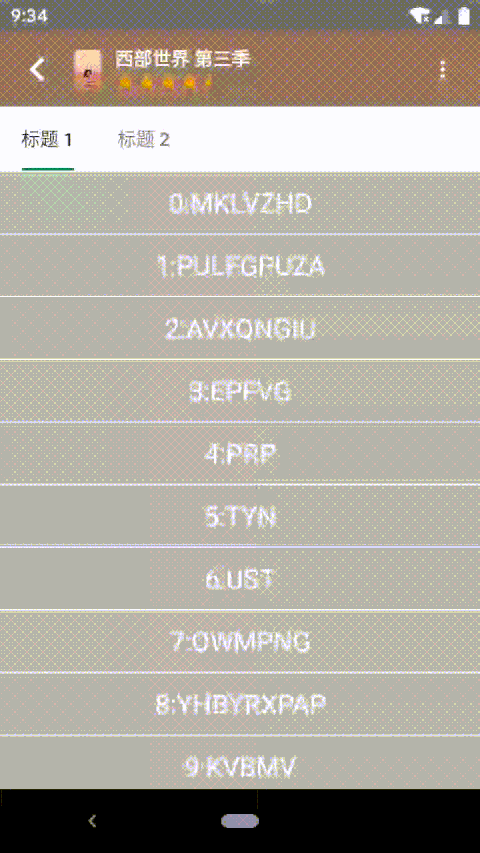 9:34
西部世界 第三季
标题 1 标题 2
0:MKLVZHD
1:PULFGPUZA
2:AVXQNGIU
3:EPFVG
4:PRP
5:TYN
6:UST
7:OWMPNG
8:YHBYRXPAP
9:KVBMV